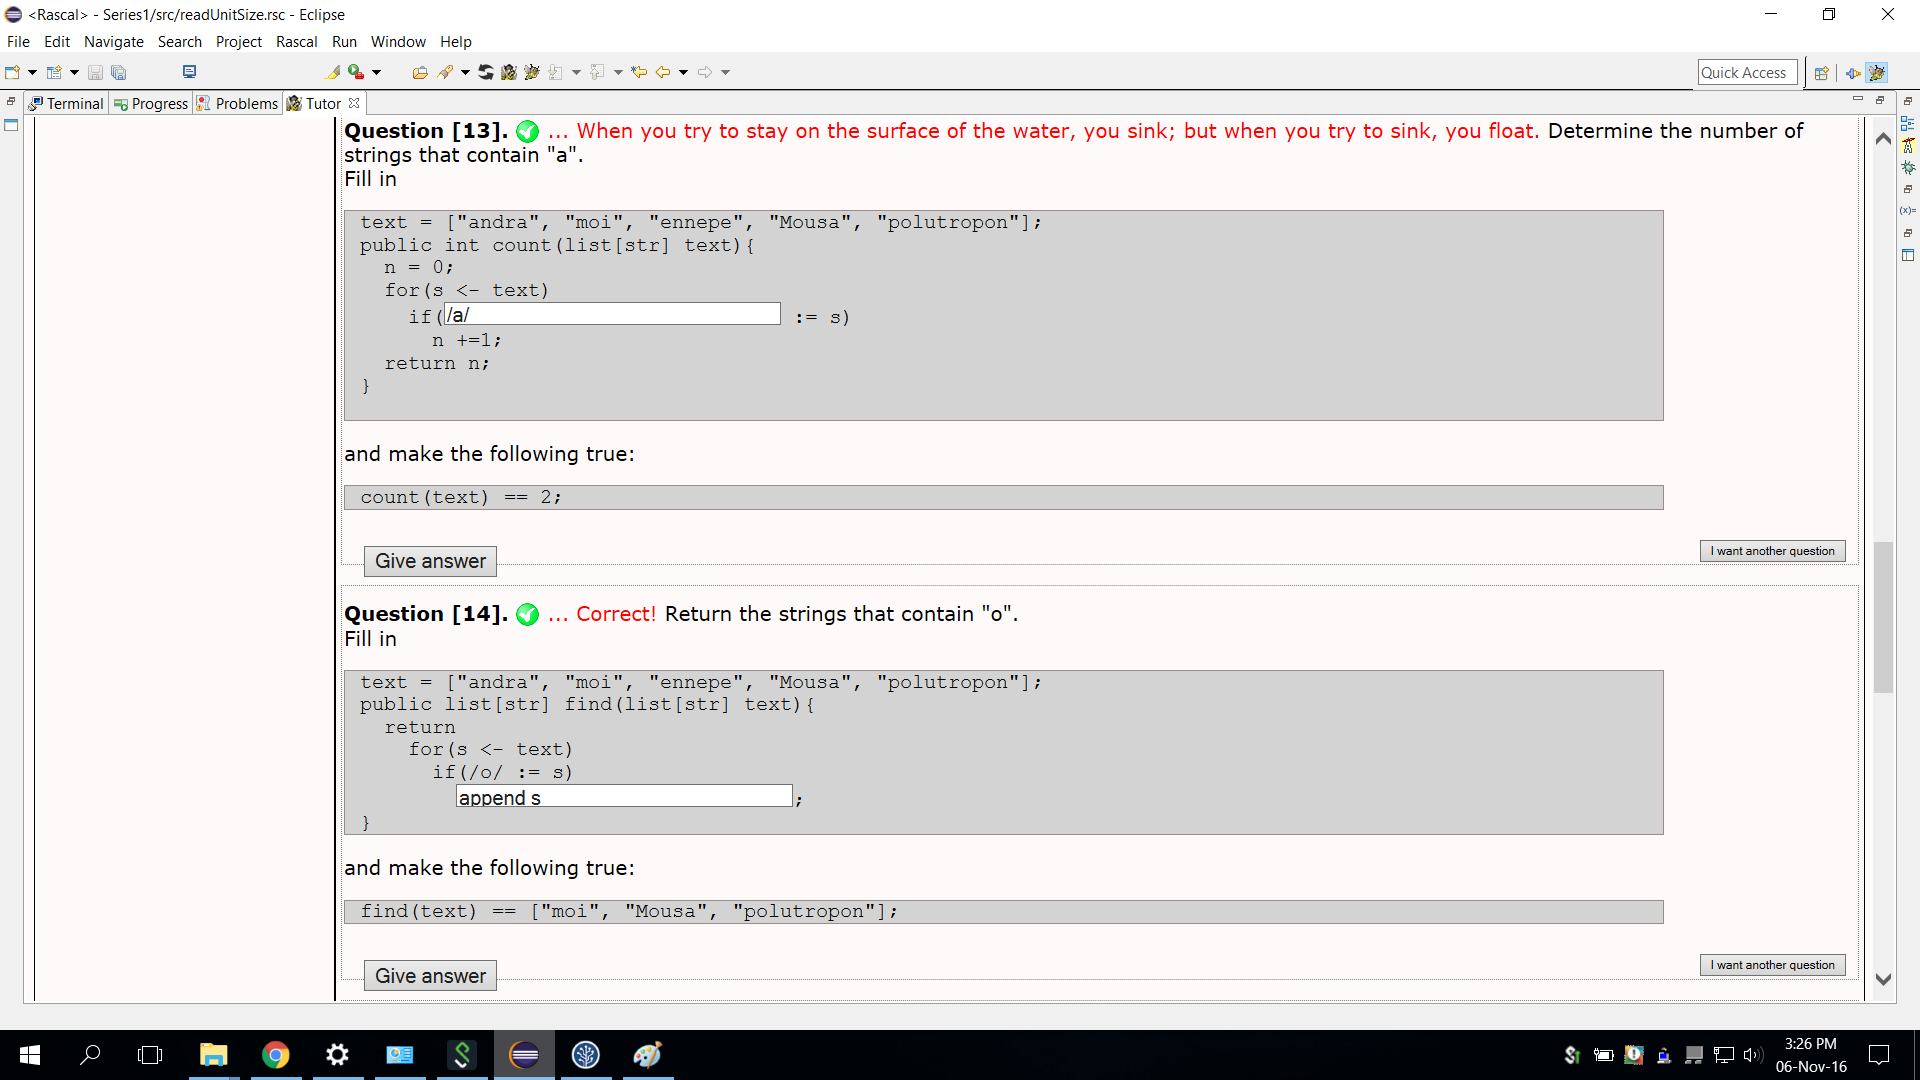 <Rascal> - Series1/src/readUnitSize.rsc - Eclipse
File Edit Navigate Search Project Rascal Run Window Help
Quick Access
Terminal Progress Problems Tutor
Question [13]. ... When you try to stay on the surface of the water, you sink; but when you try to sink, you float. Determine the number of
strings that contain "a".
Fill in
text = ["andra", "moi", "ennepe", "Mousa", "polutropon"];
public int count(list[str] text){
n = 0;
for(s <- text)
if(/a/ := s)
n +=1;
return n;
}
and make the following true:
count(text) == 2;
I want another question
Give answer
Question [14]. ... Correct! Return the strings that contain "o".
Fill in
text = ["andra", "moi", "ennepe", "Mousa", "polutropon"];
public list[str] find(list[str] text){
return
for(s <- text)
if(/o/ := s)
append s;
}
and make the following true:
find(text) == ["moi", "Mousa", "polutropon"];
I want another question
Give answer
(x)=
3:26 PM
06-Nov-16